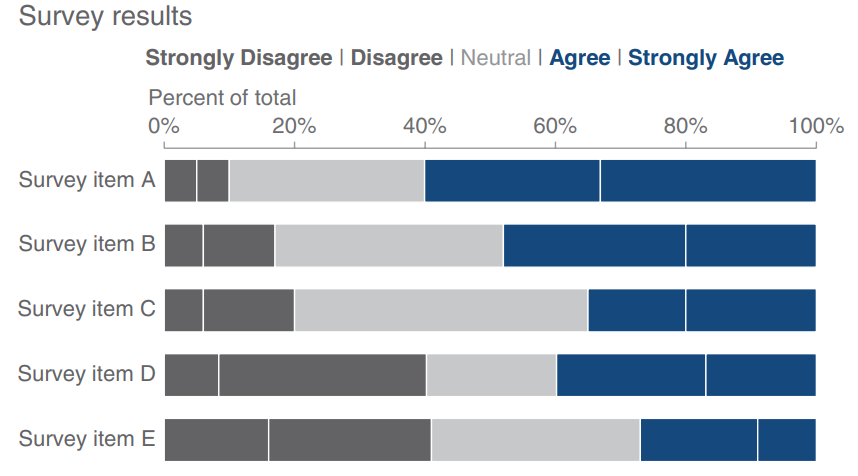 Survey results
Strongly Disagree | Disagree | Neutral | Agree | Strongly Agree
Percent of total
0% 20% 40% 60% 80% 100%
Survey item A
Survey item B
Survey item C
Survey item D
Survey item E